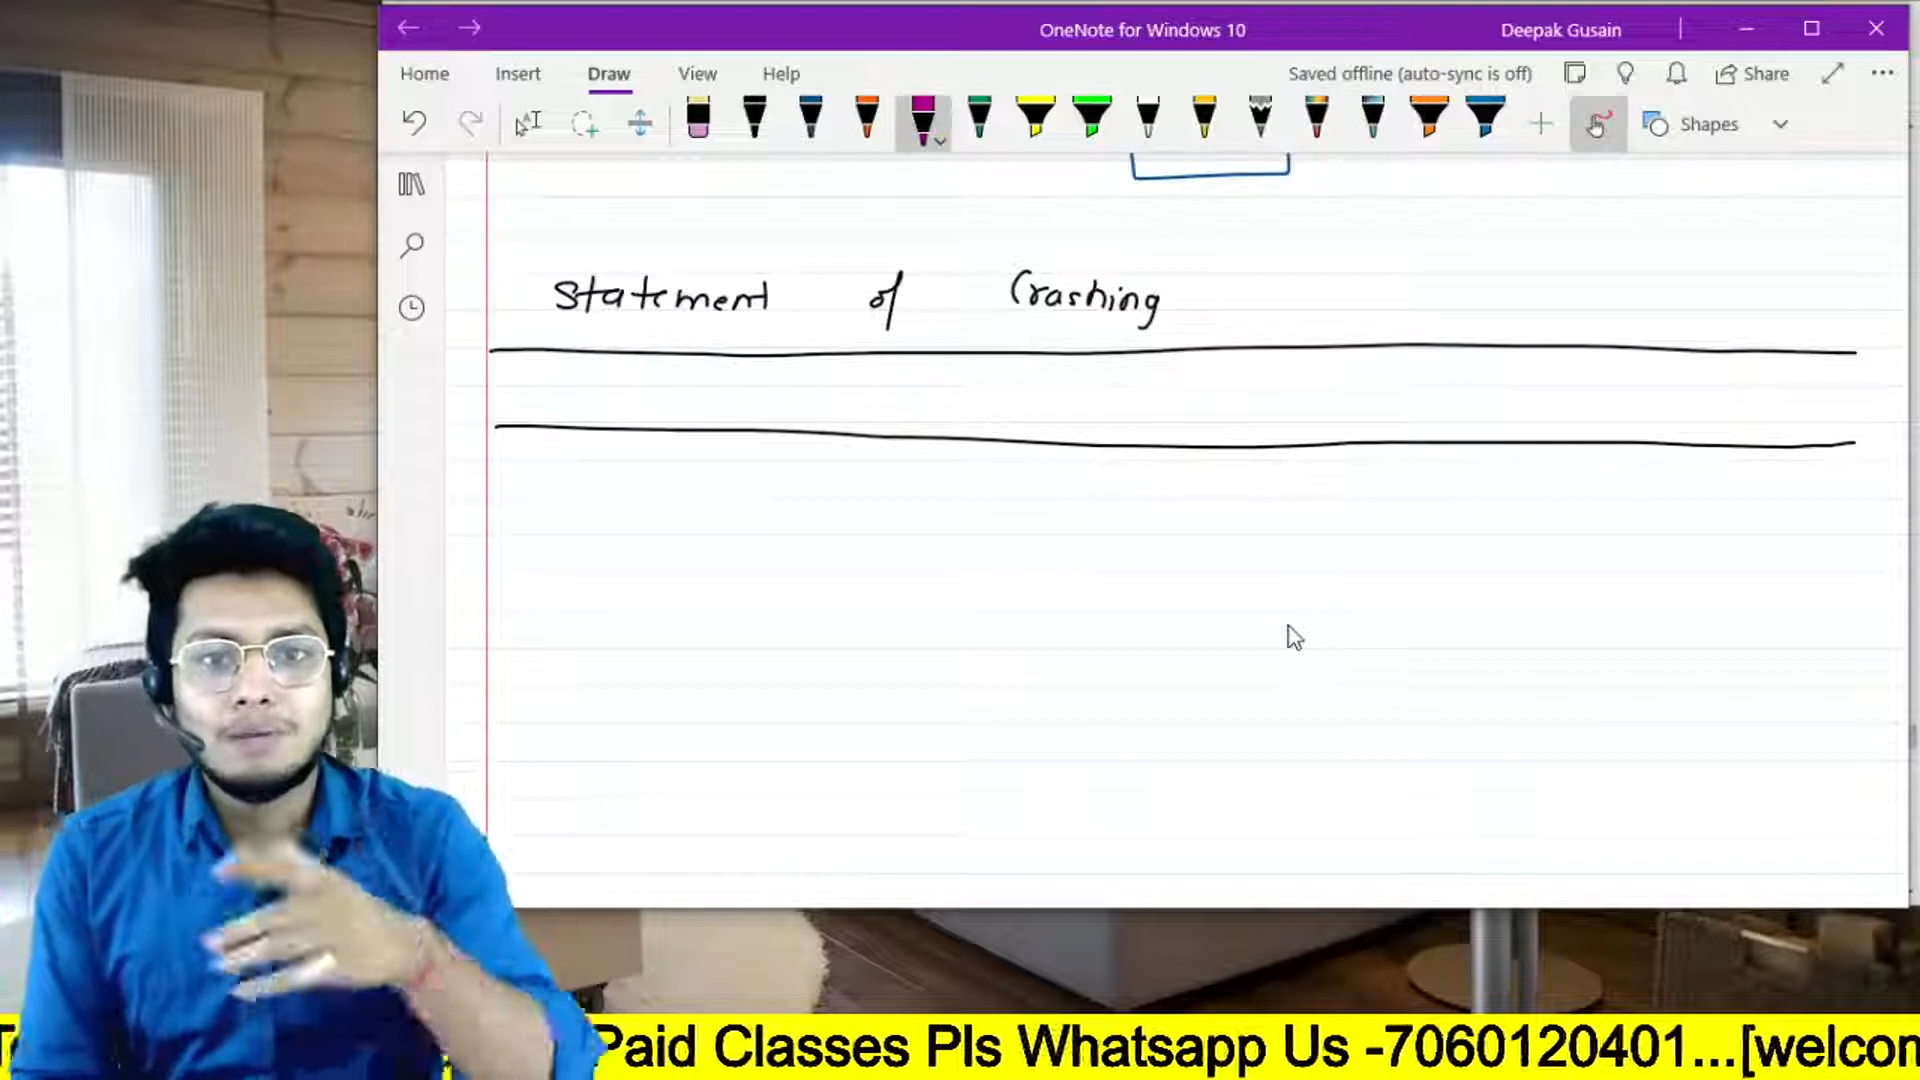 OneNote for Windows 10
Deepak Gusain
Home Insert Draw View Help
Saved offline (auto-sync is off)
Share
Shapes
Statement of Crashing
Paid Classes Pls Whatsapp Us -7060120401...[welcom